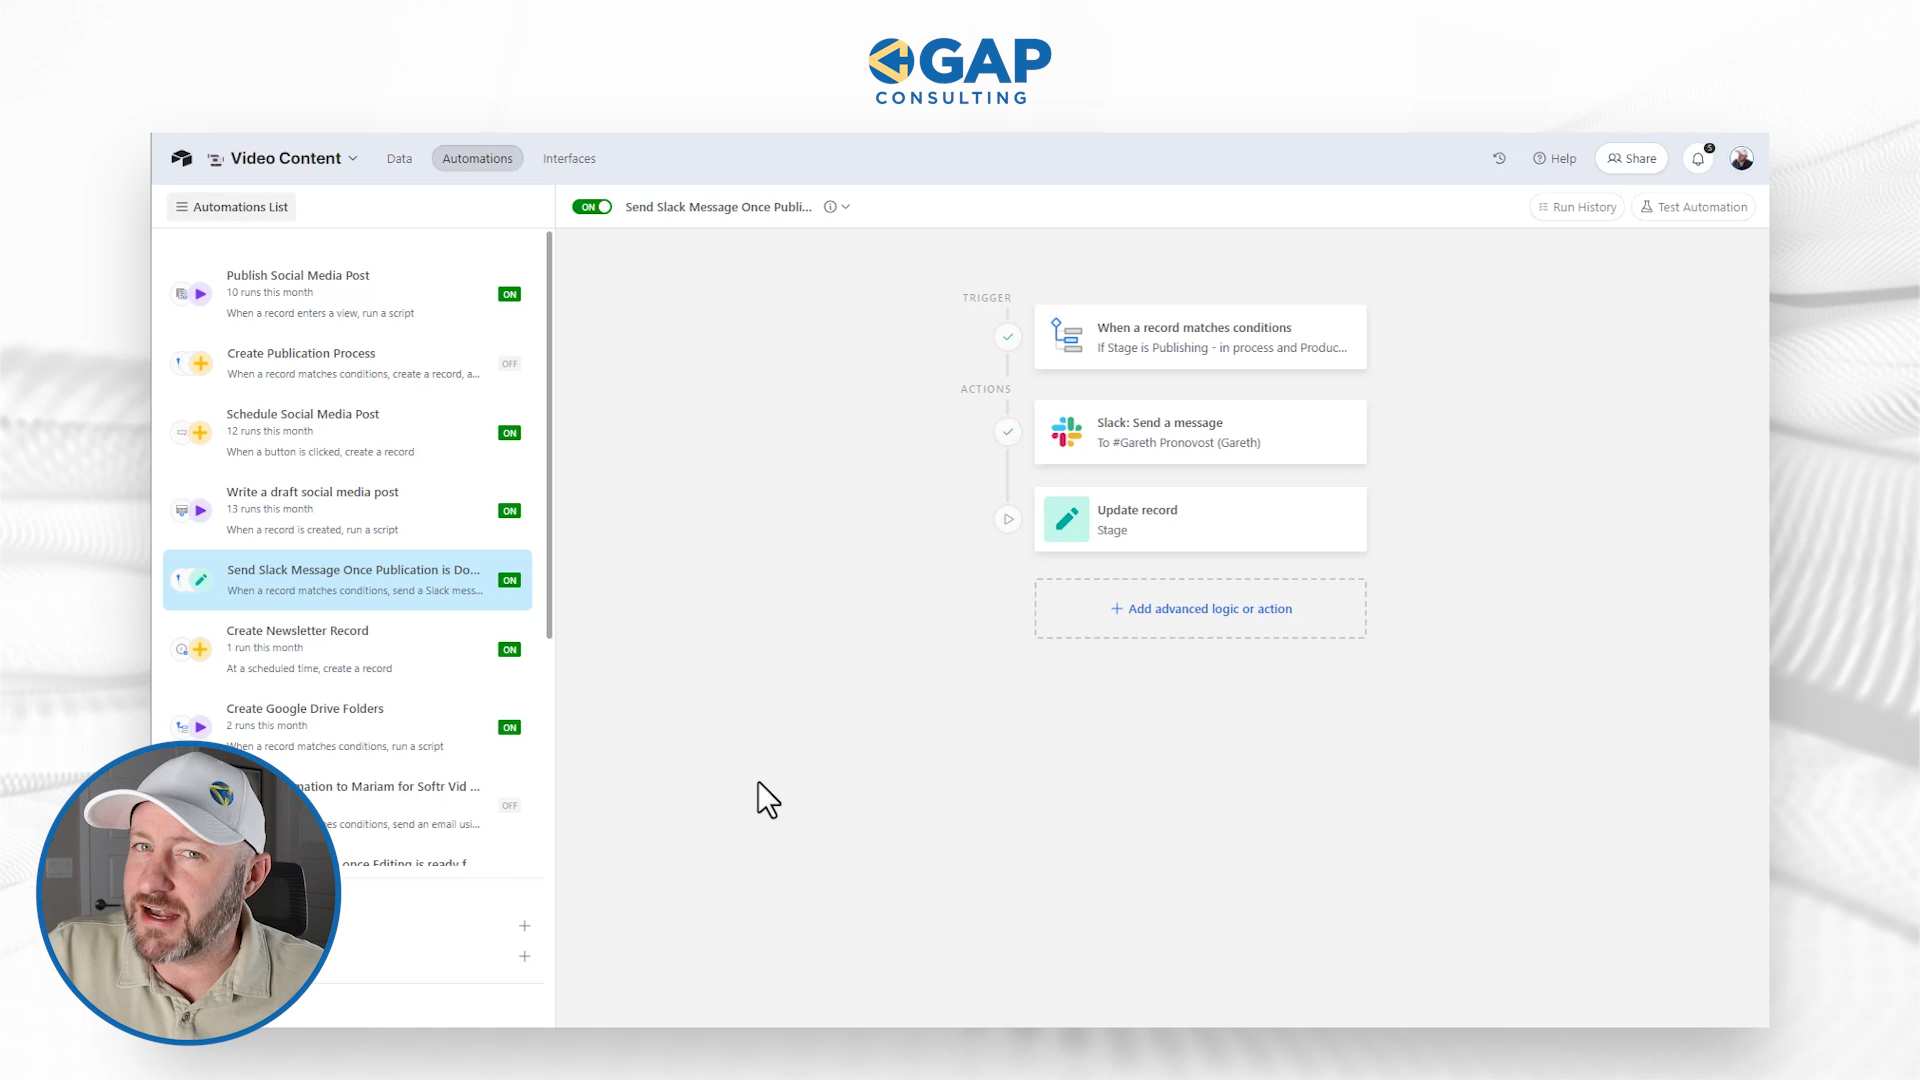 GAP
CONSULTING
Video Content
Data
Automations
Interfaces
Help
Share
5
Automations List
ON
Send Slack Message Once Publi...
Run History
Test Automation
Publish Social Media Post
10 runs this month
When a record enters a view, run a script
ON
Create Publication Process
When a record matches conditions, create a record, a...
OFF
Schedule Social Media Post
12 runs this month
When a button is clicked, create a record
ON
Write a draft social media post
13 runs this month
When a record is created, run a script
ON
Send Slack Message Once Publication is Do...
When a record matches conditions, send a Slack mess...
ON
Create Newsletter Record
1 run this month
At a scheduled time, create a record
ON
Create Google Drive Folders
2 runs this month
When a record matches conditions, run a script
ON
to Mariam for Softr Vid ...
conditions, send an email usi...
OFF
once Editing is ready f
TRIGGER
When a record matches conditions
If Stage is Publishing - in process and Produc...
ACTIONS
Slack: Send a message
To #Gareth Pronovost (Gareth)
Update record
Stage
+ Add advanced logic or action